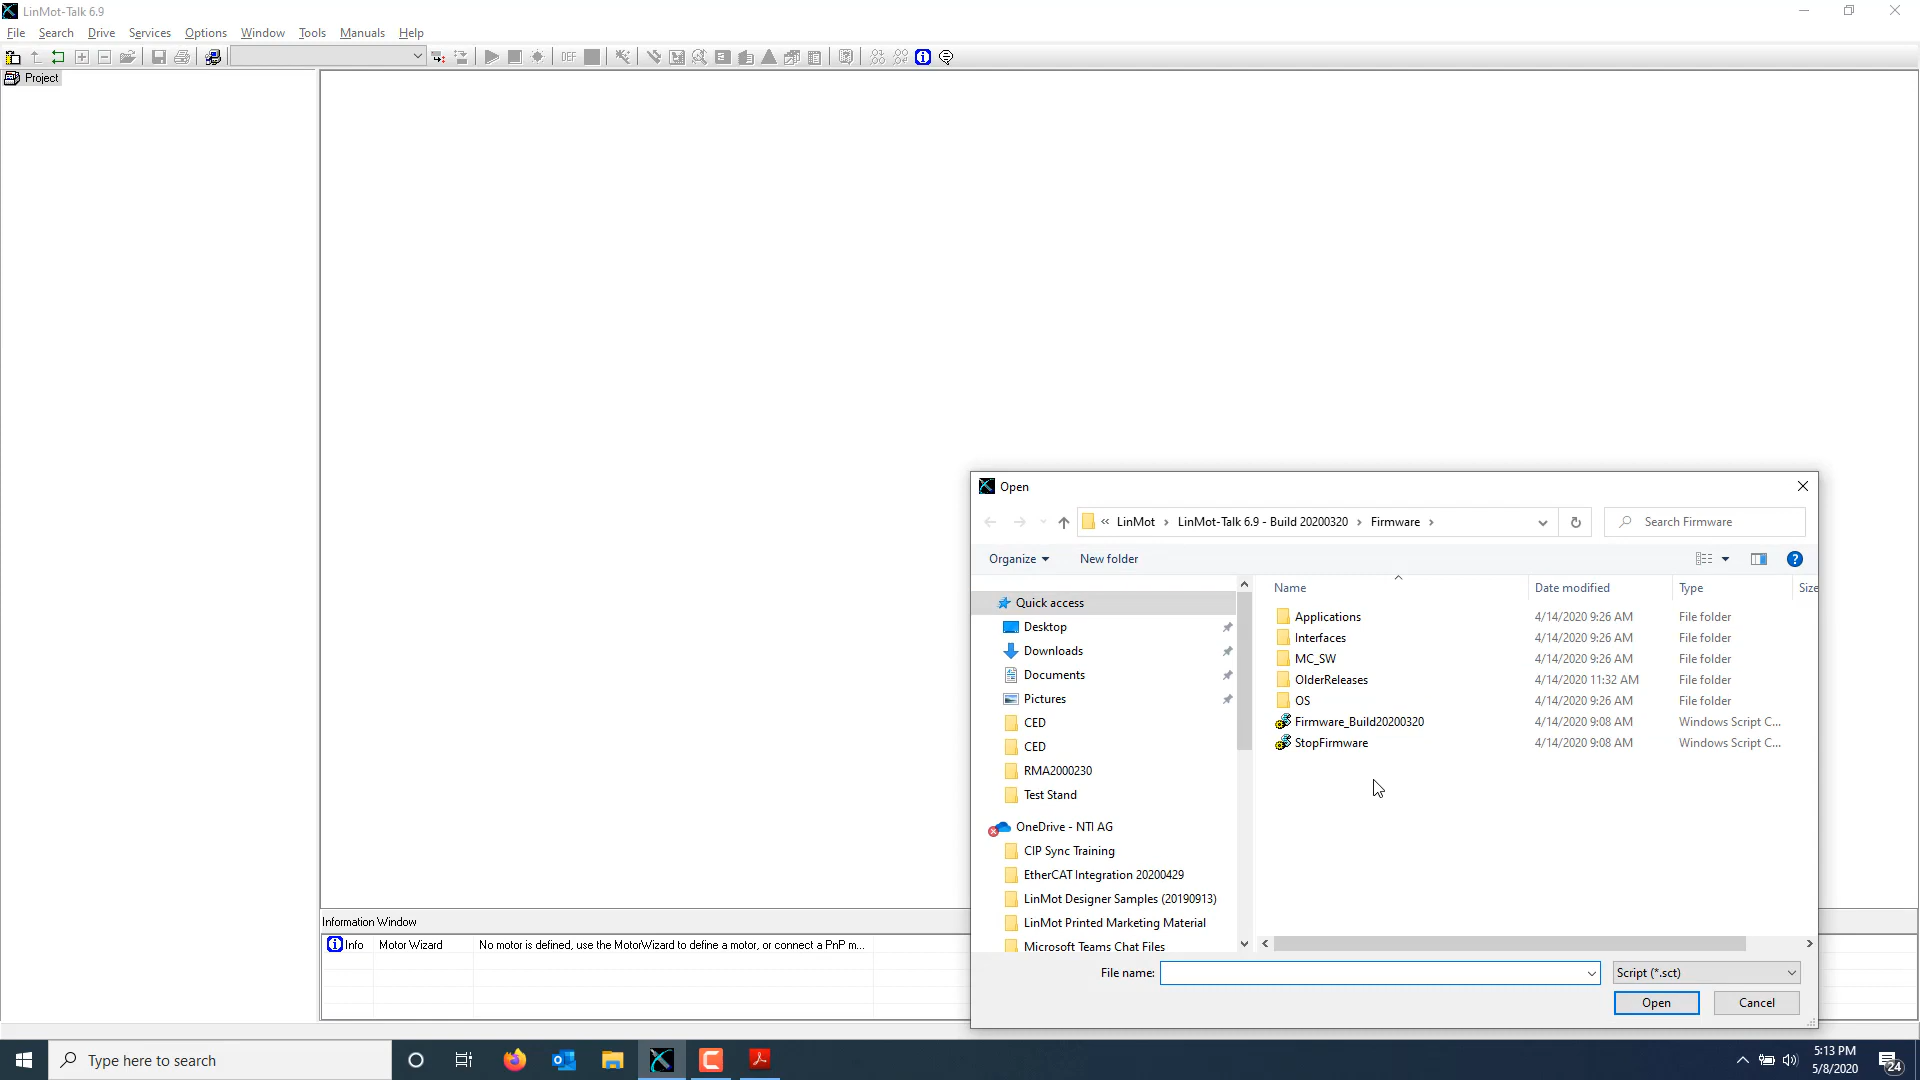 LinMot-Talk 6.9
File Search Drive Services Options Window Tools Manuals Help
DEF
Project
Open
« LinMot › LinMot-Talk 6.9 - Build 20200320 › Firmware ›
Search Firmware
Organize
New folder
Name Date modified Type Size
Quick access
Desktop
Downloads
Documents
Pictures
CED
CED
RMA2000230
Test Stand
OneDrive - NTI AG
CIP Sync Training
EtherCAT Integration 20200429
LinMot Designer Samples (20190913)
LinMot Printed Marketing Material
Microsoft Teams Chat Files
Applications 4/14/2020 9:26 AM File folder
Interfaces 4/14/2020 9:26 AM File folder
MC_SW 4/14/2020 9:26 AM File folder
OlderReleases 4/14/2020 11:32 AM File folder
OS 4/14/2020 9:26 AM File folder
Firmware_Build20200320 4/14/2020 9:08 AM Windows Script C...
StopFirmware 4/14/2020 9:08 AM Windows Script C...
File name:
Script (*.sct)
Open
Cancel
Information Window
Info Motor Wizard No motor is defined, use the MotorWizard to define a motor, or connect a PnP m...
Type here to search
5:13 PM
5/8/2020
24